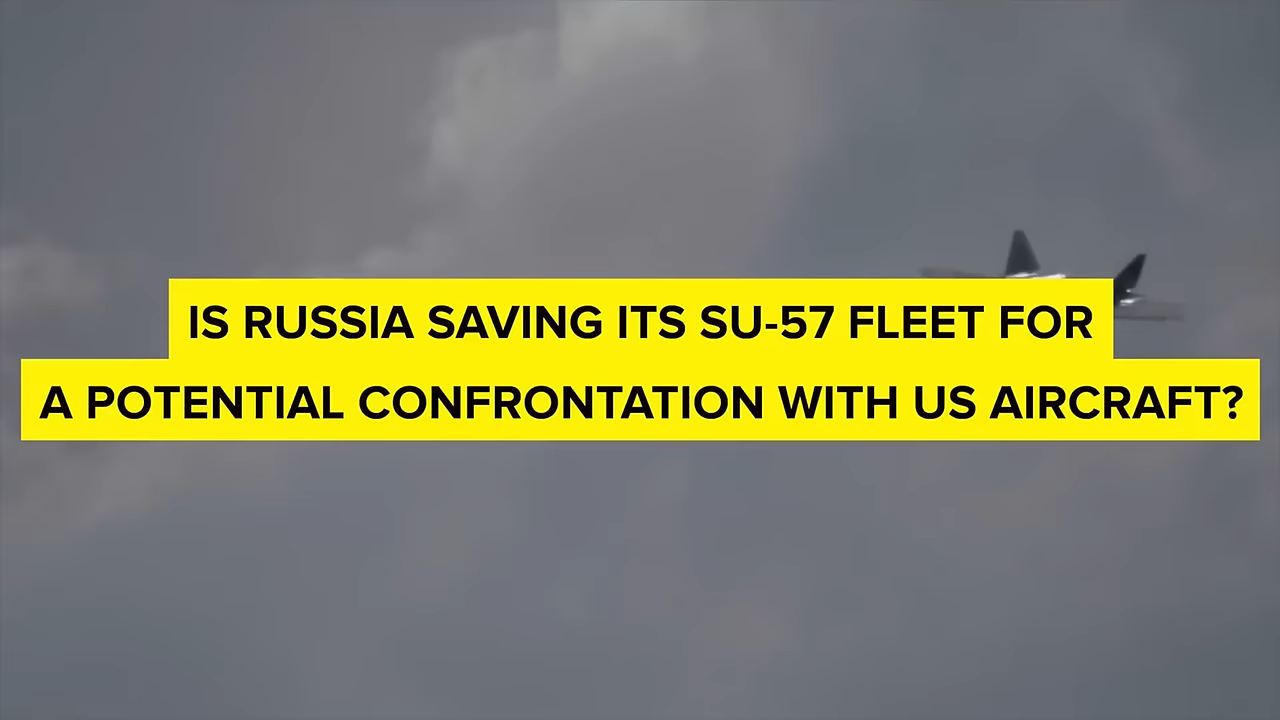 IS RUSSIA SAVING ITS SU-57 FLEET FOR
A POTENTIAL CONFRONTATION WITH US AIRCRAFT?